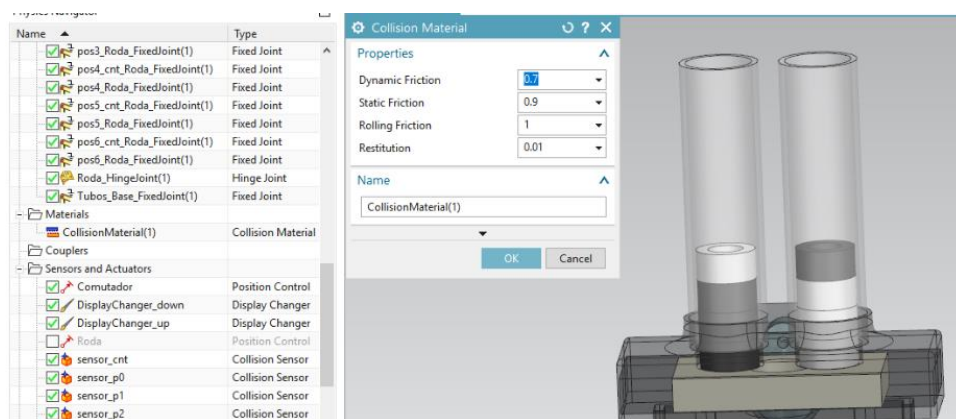 Physics Navigator
Name Type
pos3_Roda_FixedJoint(1) Fixed Joint
pos4_cnt_Roda_FixedJoint(1) Fixed Joint
pos4_Roda_FixedJoint(1) Fixed Joint
pos5_cnt_Roda_FixedJoint(1) Fixed Joint
pos5_Roda_FixedJoint(1) Fixed Joint
pos6_cnt_Roda_FixedJoint(1) Fixed Joint
pos6_Roda_FixedJoint(1) Fixed Joint
Roda_HingeJoint(1) Hinge Joint
Tubos_Base_FixedJoint(1) Fixed Joint
Materials
CollisionMaterial(1) Collision Material
Couplers
Sensors and Actuators
Comutador Position Control
DisplayChanger_down Display Changer
DisplayChanger_up Display Changer
Roda Position Control
sensor_cnt Collision Sensor
sensor_p0 Collision Sensor
sensor_p1 Collision Sensor
sensor_p2 Collision Sensor
Collision Material
Properties
Dynamic Friction 0.7
Static Friction 0.9
Rolling Friction 1
Restitution 0.01
Name
CollisionMaterial(1)
OK Cancel